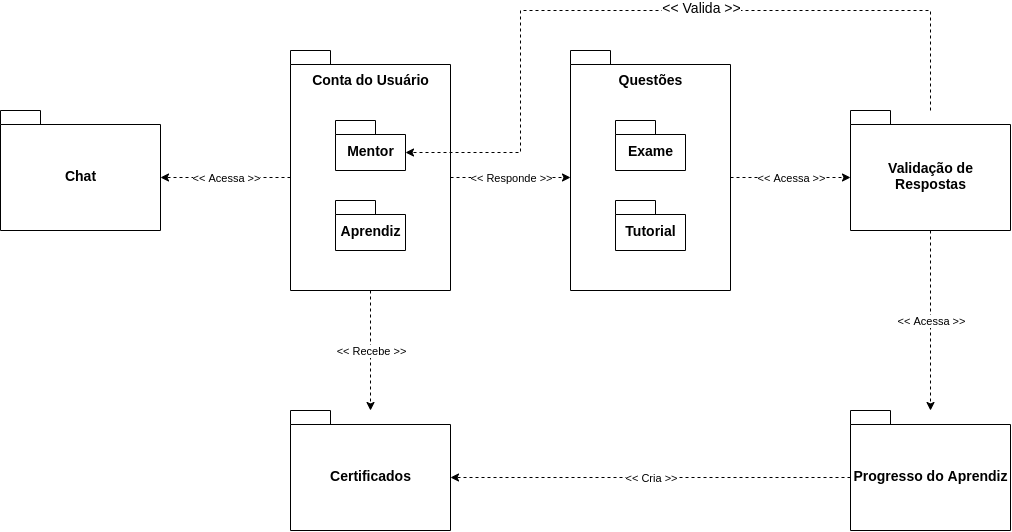 << Valida >>
Conta do Usuário
Questões
Mentor
Exame
Chat
Validação de
Respostas
<< Acessa >>
<< Responde >>
<< Acessa >>
Aprendiz
Tutorial
<< Acessa >>
<< Recebe >>
Certificados
<< Cria >>
Progresso do Aprendiz